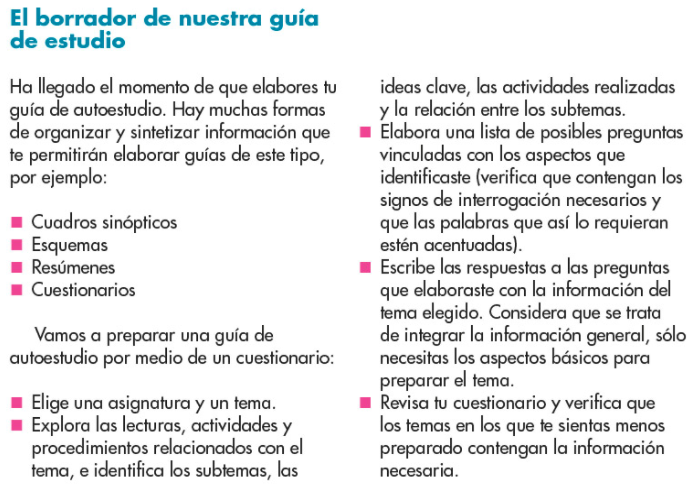 El borrador de nuestra guía
de estudio
Ha llegado el momento de que elabores tu
guía de autoestudio. Hay muchas formas
de organizar y sintetizar información que
te permitirán elaborar guías de este tipo,
por ejemplo:
Cuadros sinópticos
Esquemas
Resúmenes
Cuestionarios
Vamos a preparar una guía de
autoestudio por medio de un cuestionario:
Elige una asignatura y un tema.
Explora las lecturas, actividades y
procedimientos relacionados con el
tema, e identifica los subtemas, las
ideas clave, las actividades realizadas
y la relación entre los subtemas.
Elabora una lista de posibles preguntas
vinculadas con los aspectos que
identificaste (verifica que contengan los
signos de interrogación necesarios y
que las palabras que así lo requieran
estén acentuadas).
Escribe las respuestas a las preguntas
que elaboraste con la información del
tema elegido. Considera que se trata
de integrar la información general, sólo
necesitas los aspectos básicos para
preparar el tema.
Revisa tu cuestionario y verifica que
los temas en los que te sientas menos
preparado contengan la información
necesaria.